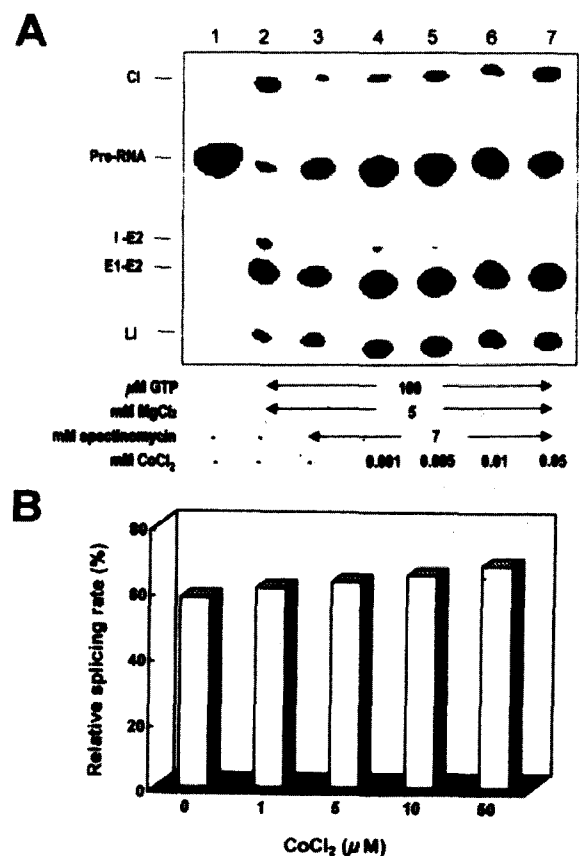 A
1 2 3 4 5 6 7
CI
Pre-RNA
I -E2
E1-E2
LI
μM GTP 100
mM MgCl₂ 5
mM spectinomycin - - 7
mM CoCl₂ - - - 0.001 0.005 0.01 0.05
B
Relative splicing rate (%)
80
60
40
20
0
0 1 5 10 50
CoCl₂ (μM)